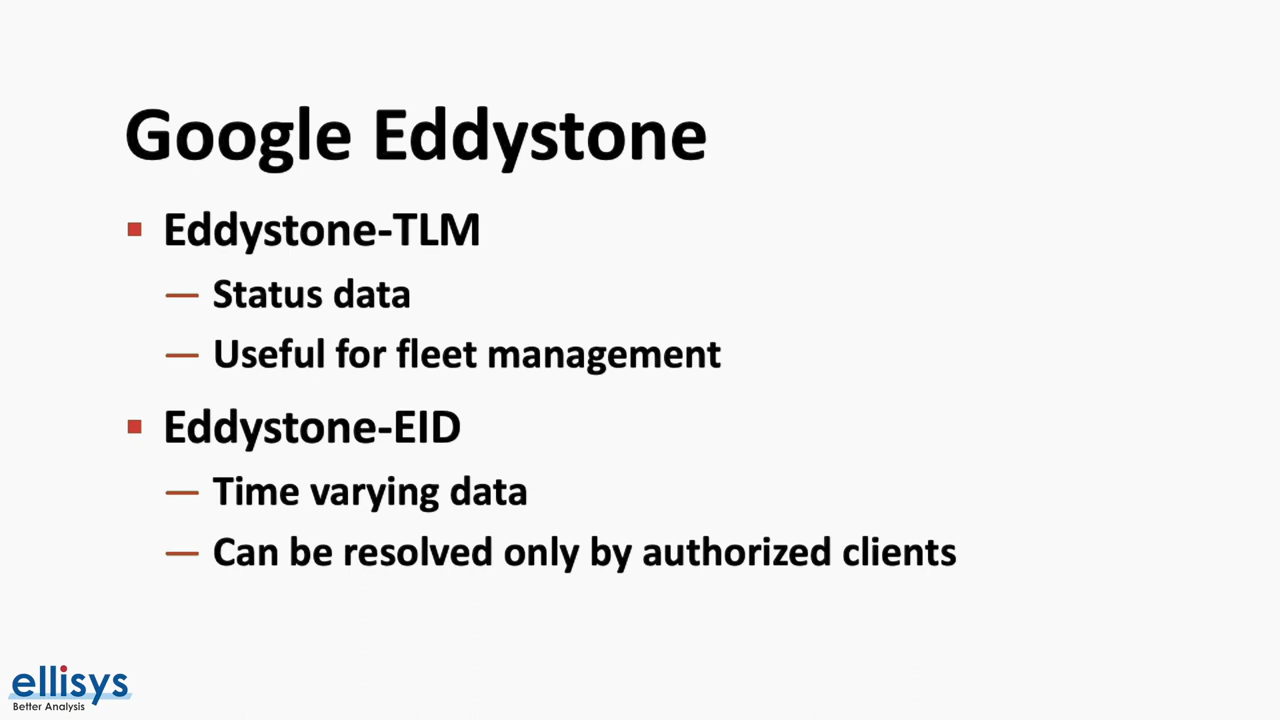 Google Eddystone
Eddystone-TLM
— Status data
— Useful for fleet management
Eddystone-EID
— Time varying data
— Can be resolved only by authorized clients
ellisys
Better Analysis